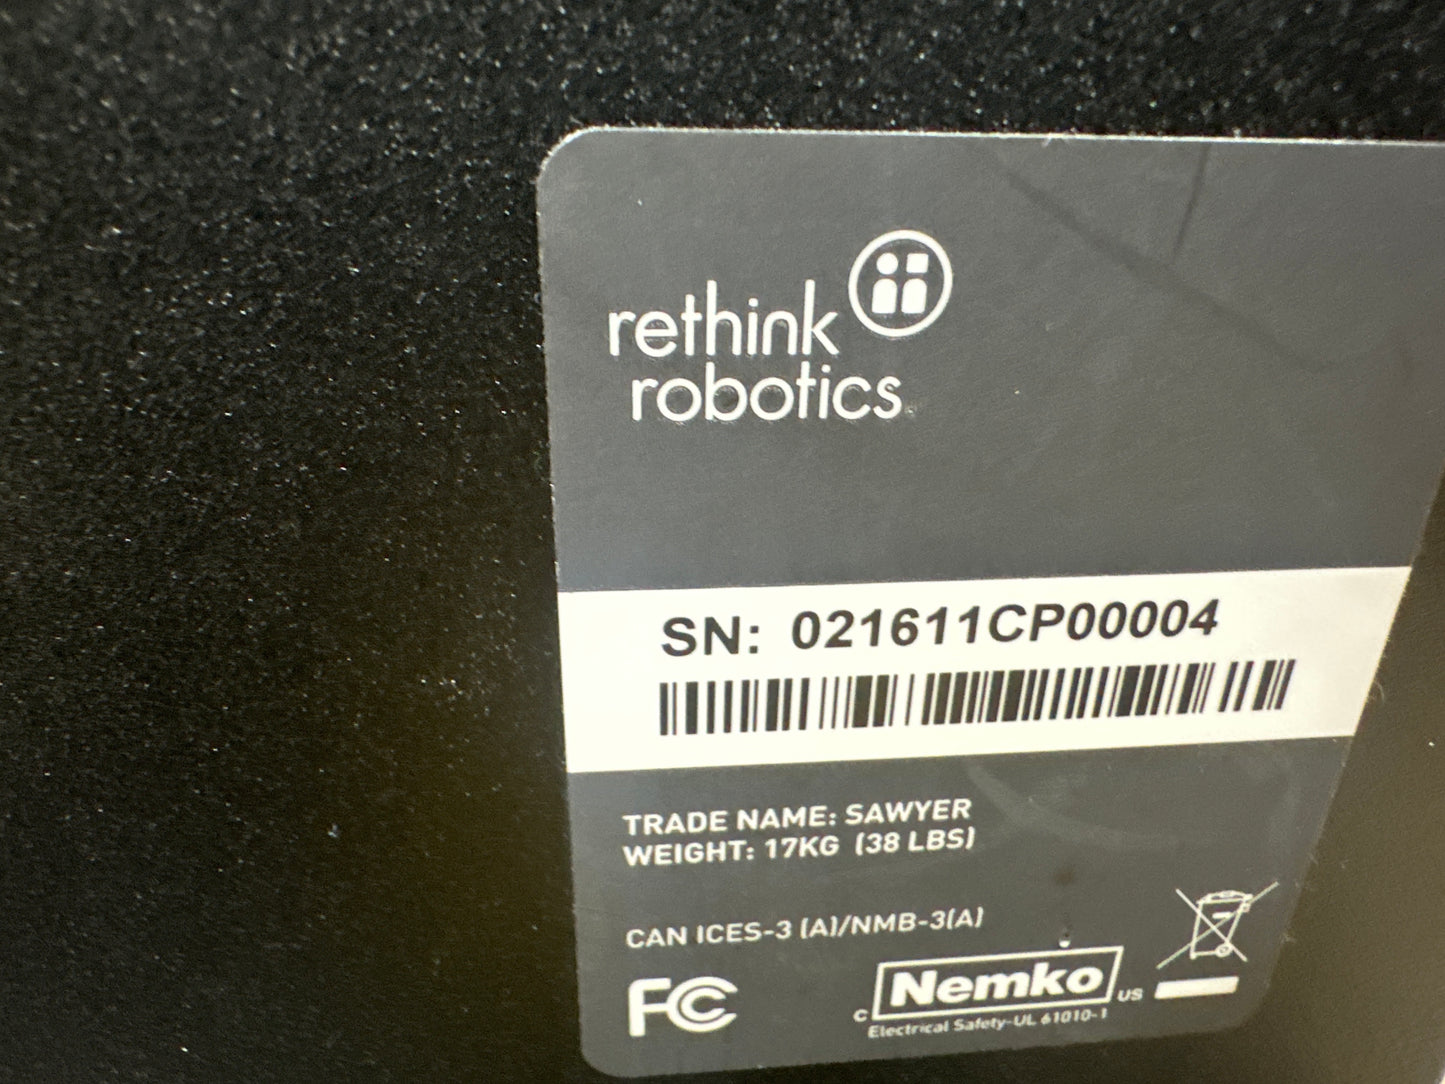 rethink
robotics
SN: 021611CP00004
TRADE NAME: SAWYER
WEIGHT: 17KG (38 LBS)
CAN ICES-3 (A)/NMB-3(A)
FC
c Nemko US
Electrical Safety-UL 61010-1